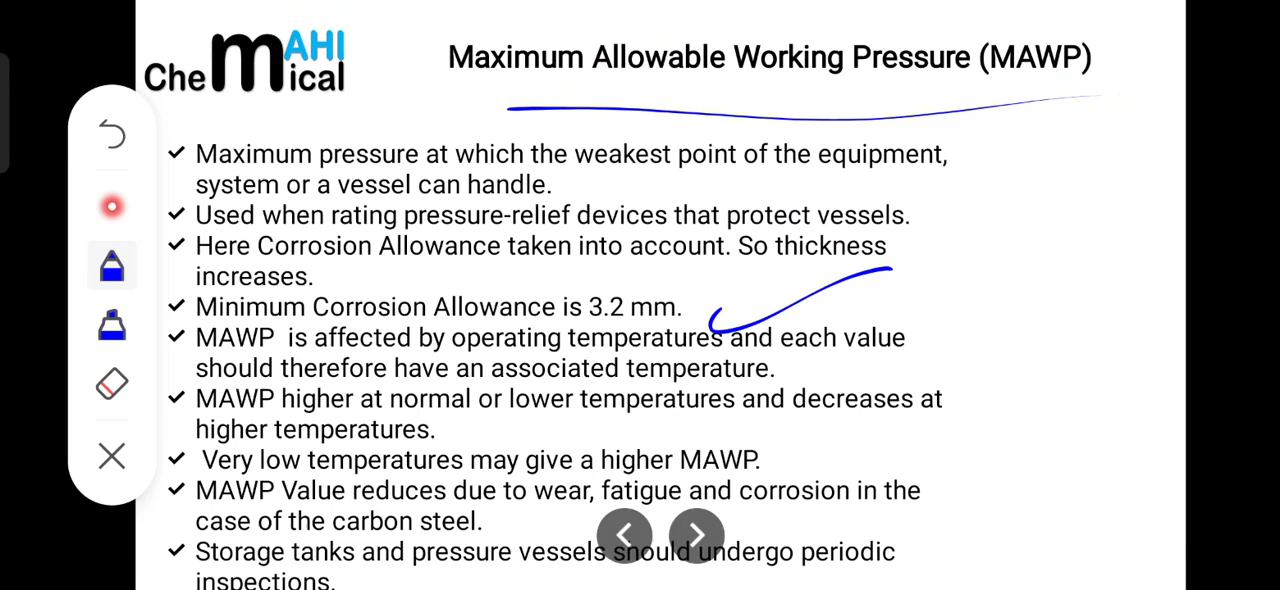 Che m AHI ical
Maximum Allowable Working Pressure (MAWP)
✔ Maximum pressure at which the weakest point of the equipment,
system or a vessel can handle.
✔ Used when rating pressure-relief devices that protect vessels.
✔ Here Corrosion Allowance taken into account. So thickness
increases.
✔ Minimum Corrosion Allowance is 3.2 mm.
✔ MAWP is affected by operating temperatures and each value
should therefore have an associated temperature.
✔ MAWP higher at normal or lower temperatures and decreases at
higher temperatures.
✔ Very low temperatures may give a higher MAWP.
✔ MAWP Value reduces due to wear, fatigue and corrosion in the
case of the carbon steel.
✔ Storage tanks and pressure vessels should undergo periodic
inspections.